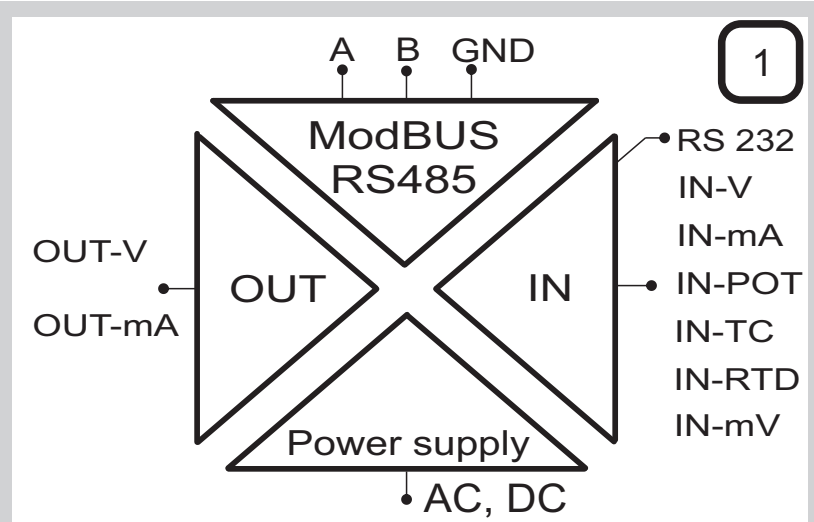 A B GND
1
ModBUS
RS485
RS 232
IN-V
IN-mA
IN-POT
IN-TC
IN-RTD
IN-mV
OUT-V
OUT-mA
OUT
IN
Power supply
AC, DC